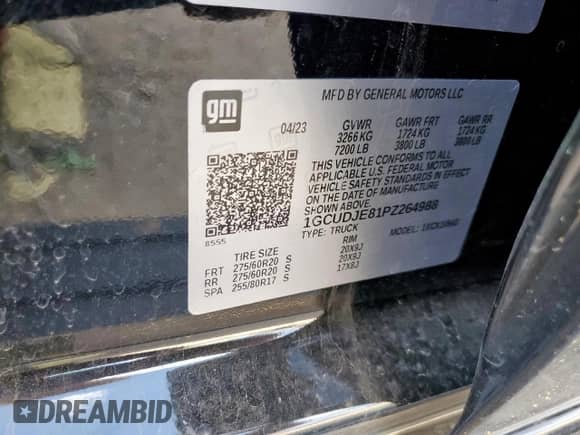 gm
MFD BY GENERAL MOTORS LLC
04/23
GVWR GAWR FRT GAWR RR
3266 KG 1724 KG 1724 KG
7200 LB 3800 LB 3800 LB
THIS VEHICLE CONFORMS TO ALL
APPLICABLE U.S. FEDERAL MOTOR
VEHICLE SAFETY STANDARDS IN EFFECT
ON THE DATE OF MANUFACTURE
SHOWN ABOVE.
1GCUDJE81PZ264988
TYPE: TRUCK MODEL:
8555
TIRE SIZE RIM
FRT 275/60R20 S 20X9J
RR 275/60R20 S 20X9J
SPA 255/80R17 S 17X8J
DREAMBID